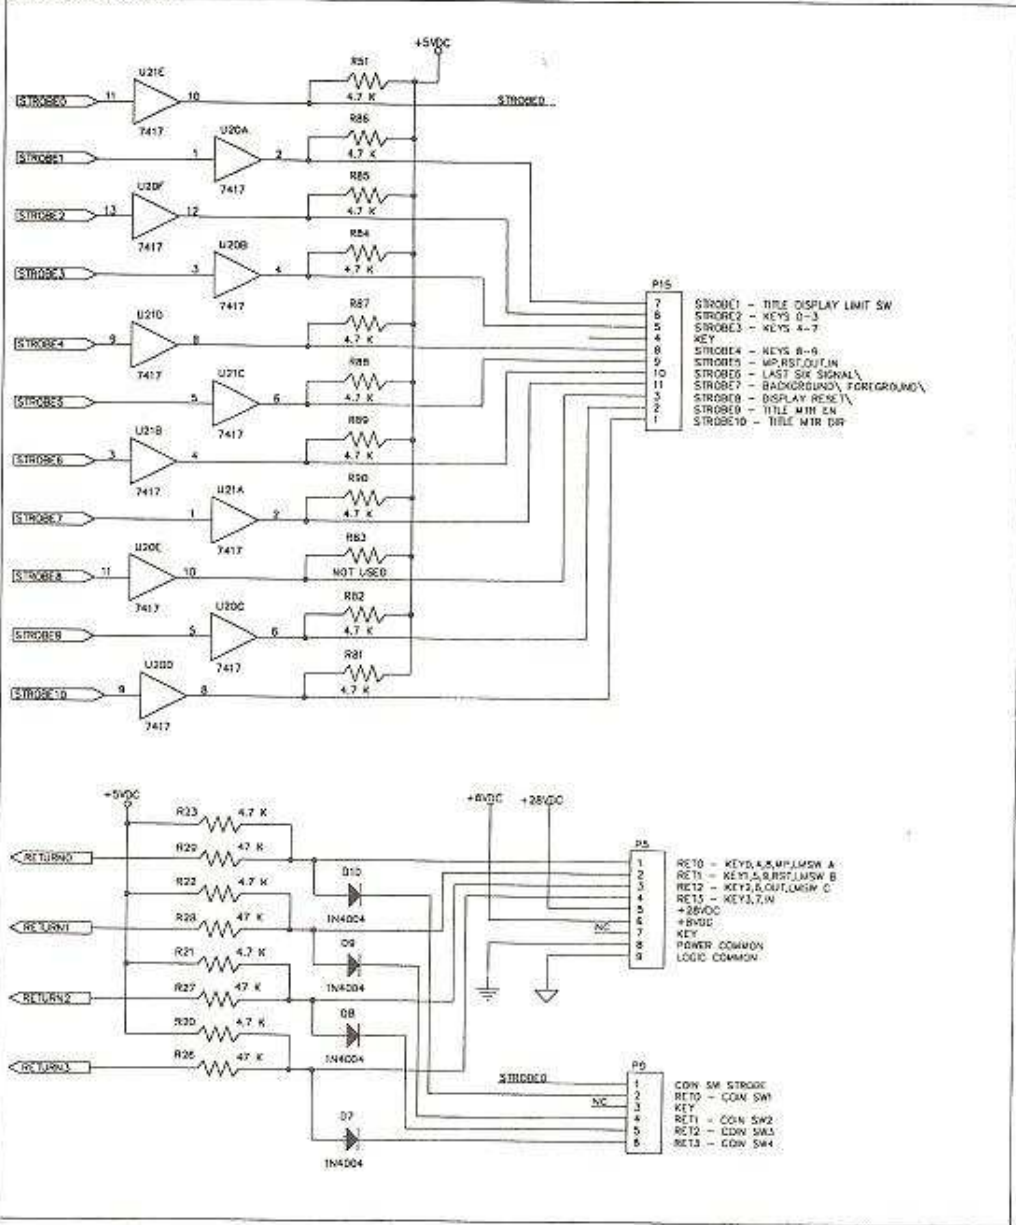 +5VDC
U21E R51
STROBE0 11 10 4.7 K STROBE0
7417
U20A R86
STROBE1 1 2 4.7 K
7417
U20F R85
STROBE2 13 12 4.7 K
7417
U20B R84
STROBE3 3 4 4.7 K
7417
U21D R87
STROBE4 9 8 4.7 K
7417
U21C R88
STROBE5 5 6 4.7 K
7417
U21B R89
STROBE6 3 4 4.7 K
7417
U21A R90
STROBE7 1 2 4.7 K
7417
U20E R83
STROBE8 11 10 NOT USED
7417
U20C R82
STROBE9 5 6 4.7 K
7417
U20D R81
STROBE10 9 8 4.7 K
7417
P15
7 STROBE1 - TITLE DISPLAY LIMIT SW
6 STROBE2 - KEYS 0-3
5 STROBE3 - KEYS 4-7
4 KEY
8 STROBE4 - KEYS 8-9
9 STROBE5 - MP,RST,OUT,IN
10 STROBE6 - LAST SIX SIGNAL\
11 STROBE7 - BACKGROUND\ FOREGROUND\
3 STROBE8 - DISPLAY RESET\
2 STROBE9 - TITLE MTR EN
1 STROBE10 - TITLE MTR DIR
+5VDC
R23 4.7 K
RETURN0 R29 47 K
D10
1N4004
R22 4.7 K
RETURN1 R28 47 K
D9
1N4004
R21 4.7 K
RETURN2 R27 47 K
D8
1N4004
R20 4.7 K
RETURN3 R26 47 K
D7
1N4004
+8VDC +28VDC
P5
1 RET0 - KEY0,4,8,MP,LMSW A
2 RET1 - KEY1,5,9,RST,LMSW B
3 RET2 - KEY2,6,OUT,LMSW C
4 RET3 - KEY3,7,IN
5 +28VDC
6 +8VDC
NC 7 KEY
8 POWER COMMON
9 LOGIC COMMON
P9
STROBE0 1 COIN SW STROBE
2 RET0 - COIN SW1
NC 3 KEY
4 RET1 - COIN SW2
5 RET2 - COIN SW3
6 RET3 - COIN SW4